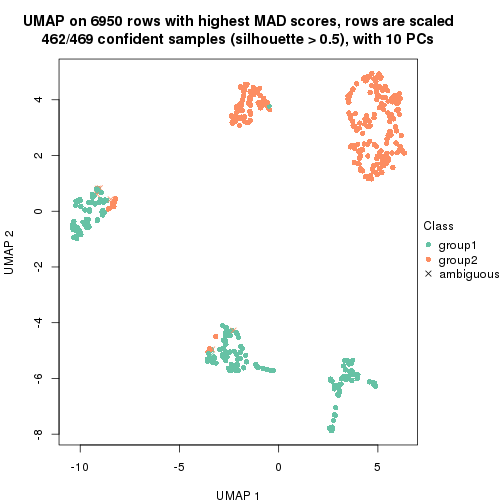 UMAP on 6950 rows with highest MAD scores, rows are scaled
462/469 confident samples (silhouette > 0.5), with 10 PCs
4
2
0
-2
-4
-6
-8
UMAP 2
-10
-5
0
5
UMAP 1
Class
group1
group2
ambiguous